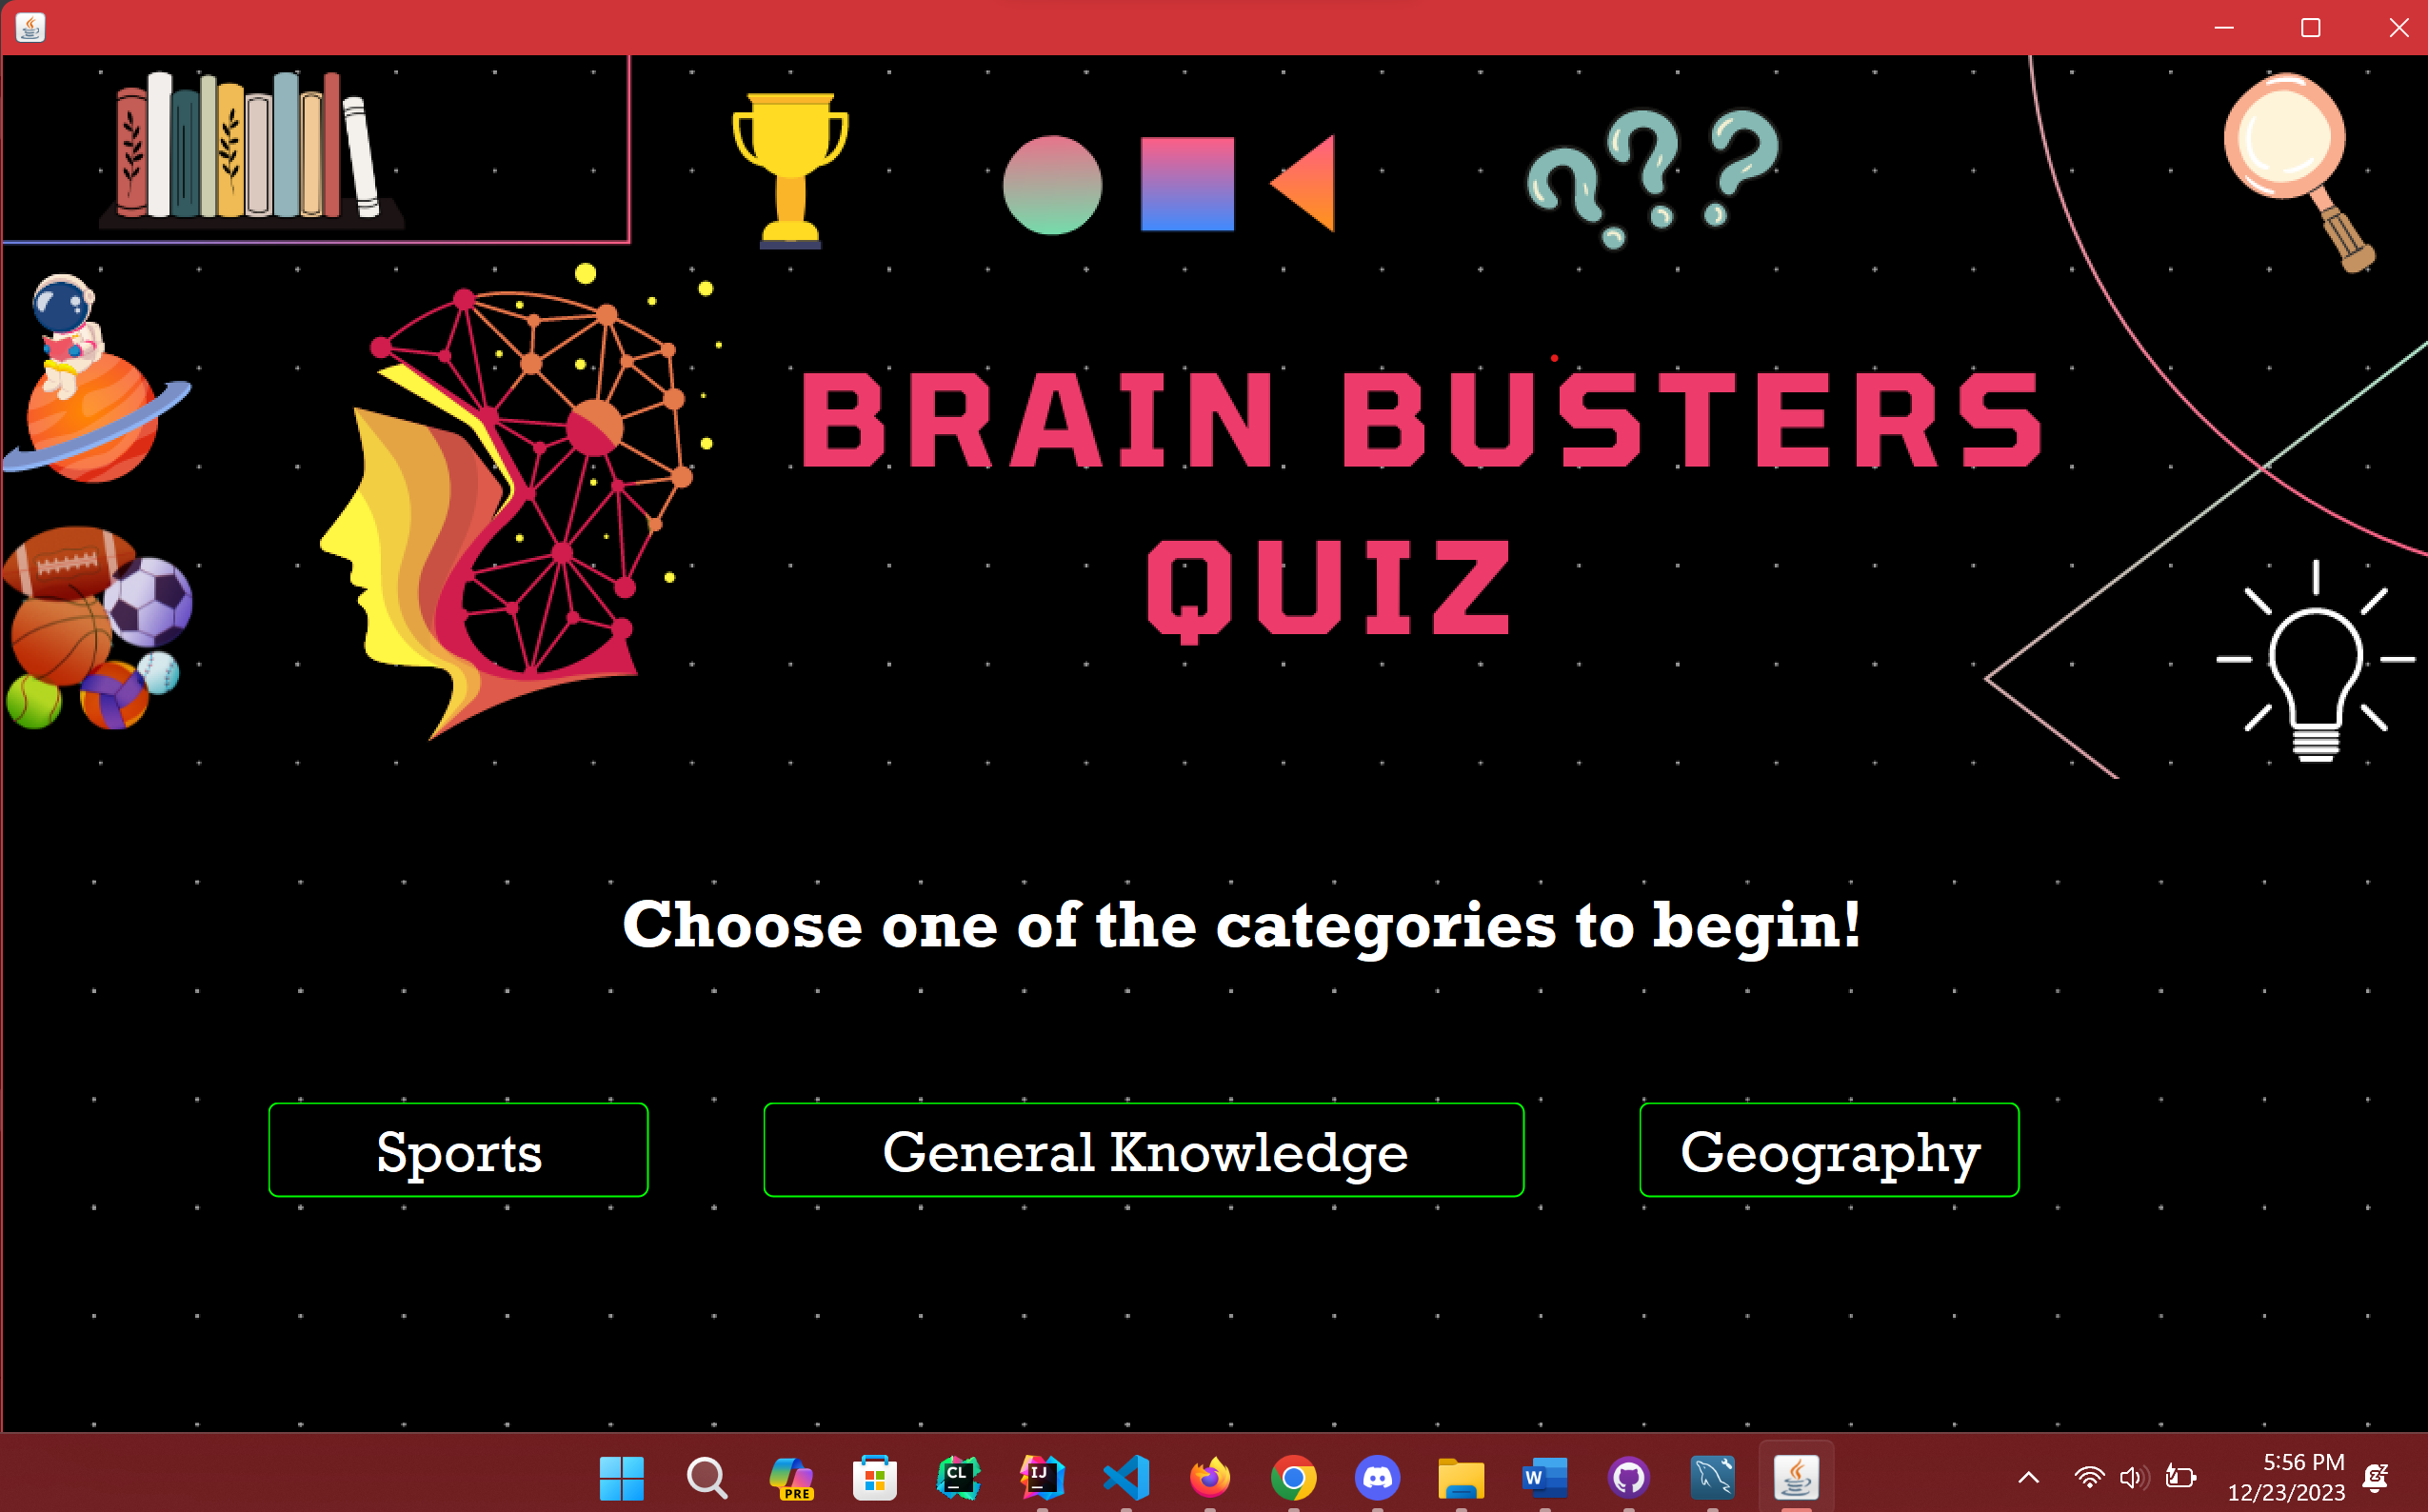 BRAIN BUSTERS
QUIZ
Choose one of the categories to begin!
Sports
General Knowledge
Geography
PRE
CL
IJ
W
5:56 PM
12/23/2023